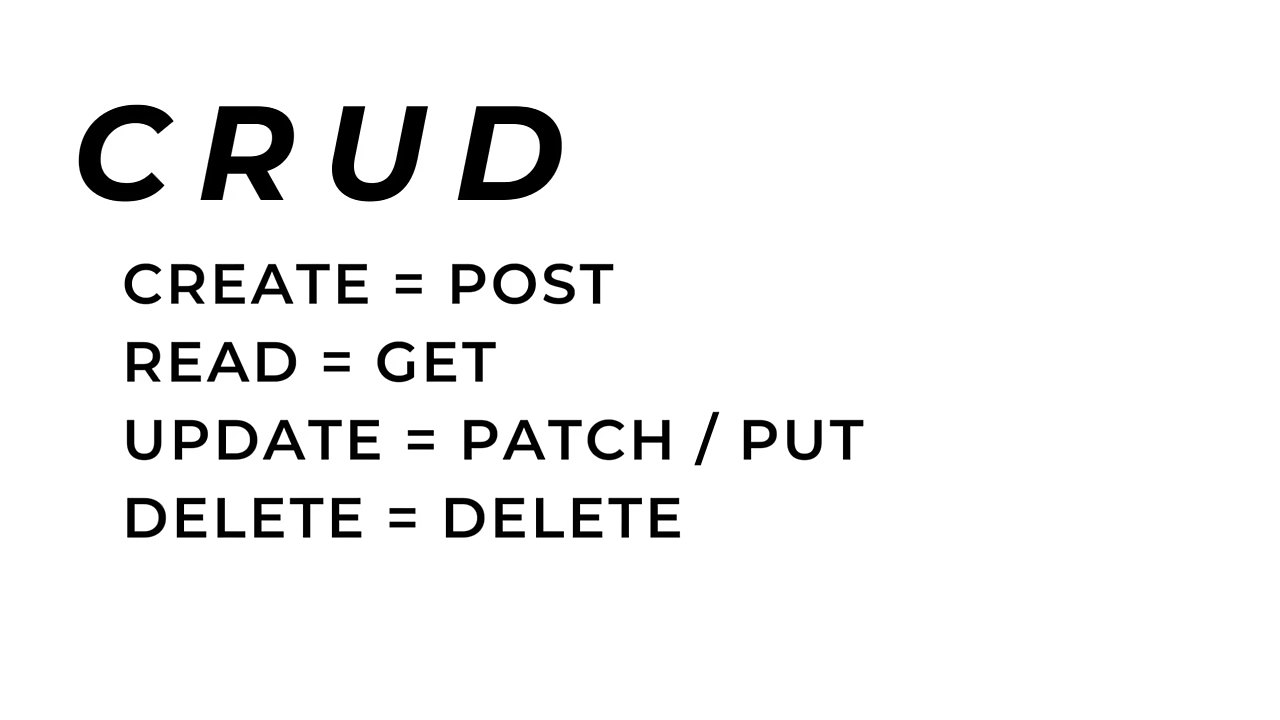 CRUD
CREATE = POST
READ = GET
UPDATE = PATCH / PUT
DELETE = DELETE